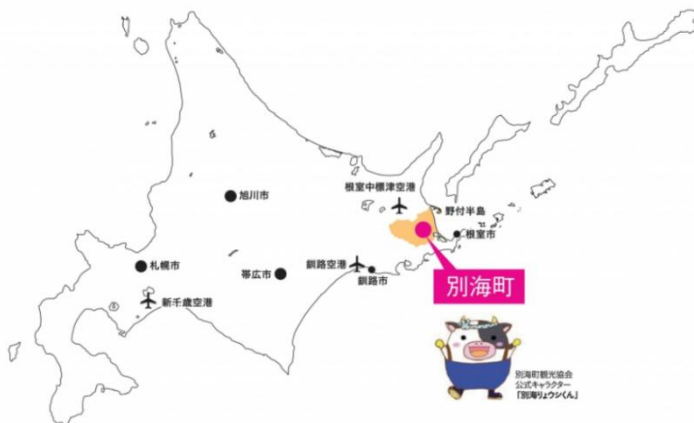 根室中標津空港
旭川市
野付半島
根室市
札幌市
帯広市
釧路空港
釧路市
別海町
新千歳空港
別海町観光協会
公式キャラクター
「別海りょウシくん」